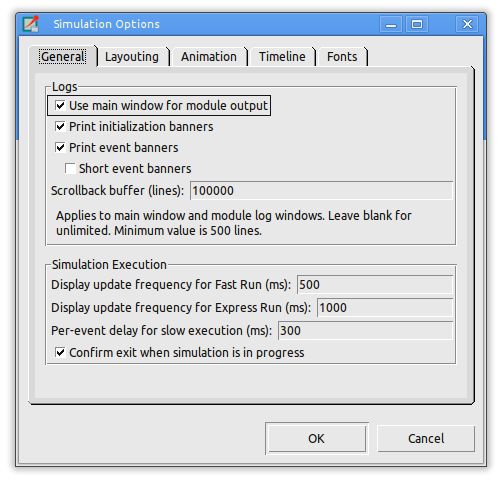 Simulation Options
General Layouting Animation Timeline Fonts
Logs
Use main window for module output
Print initialization banners
Print event banners
Short event banners
Scrollback buffer (lines): 100000
Applies to main window and module log windows. Leave blank for
unlimited. Minimum value is 500 lines.
Simulation Execution
Display update frequency for Fast Run (ms): 500
Display update frequency for Express Run (ms): 1000
Per-event delay for slow execution (ms): 300
Confirm exit when simulation is in progress
OK Cancel